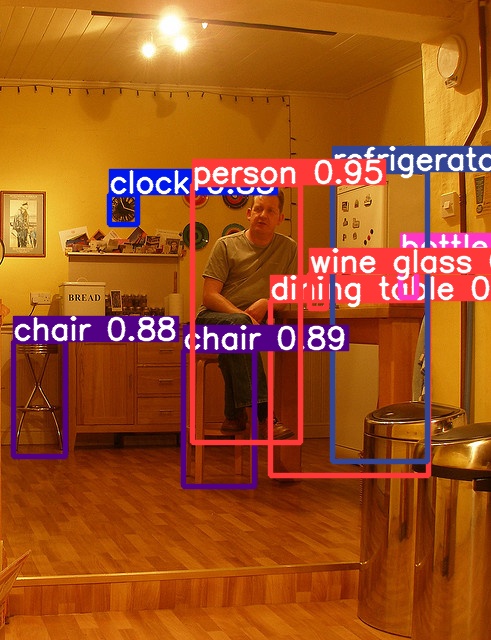 refrigerato
person 0.95
clock 0.88
bottle
wine glass
dining table 0
BREAD
chair 0.88
chair 0.89